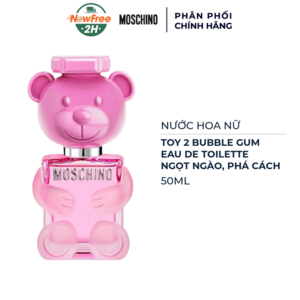 NowFree
2H
MOSCHINO
PHÂN PHỐI
CHÍNH HÃNG
MOSCHINO
NƯỚC HOA NỮ
TOY 2 BUBBLE GUM
EAU DE TOILETTE
NGỌT NGÀO, PHÁ CÁCH
50ML